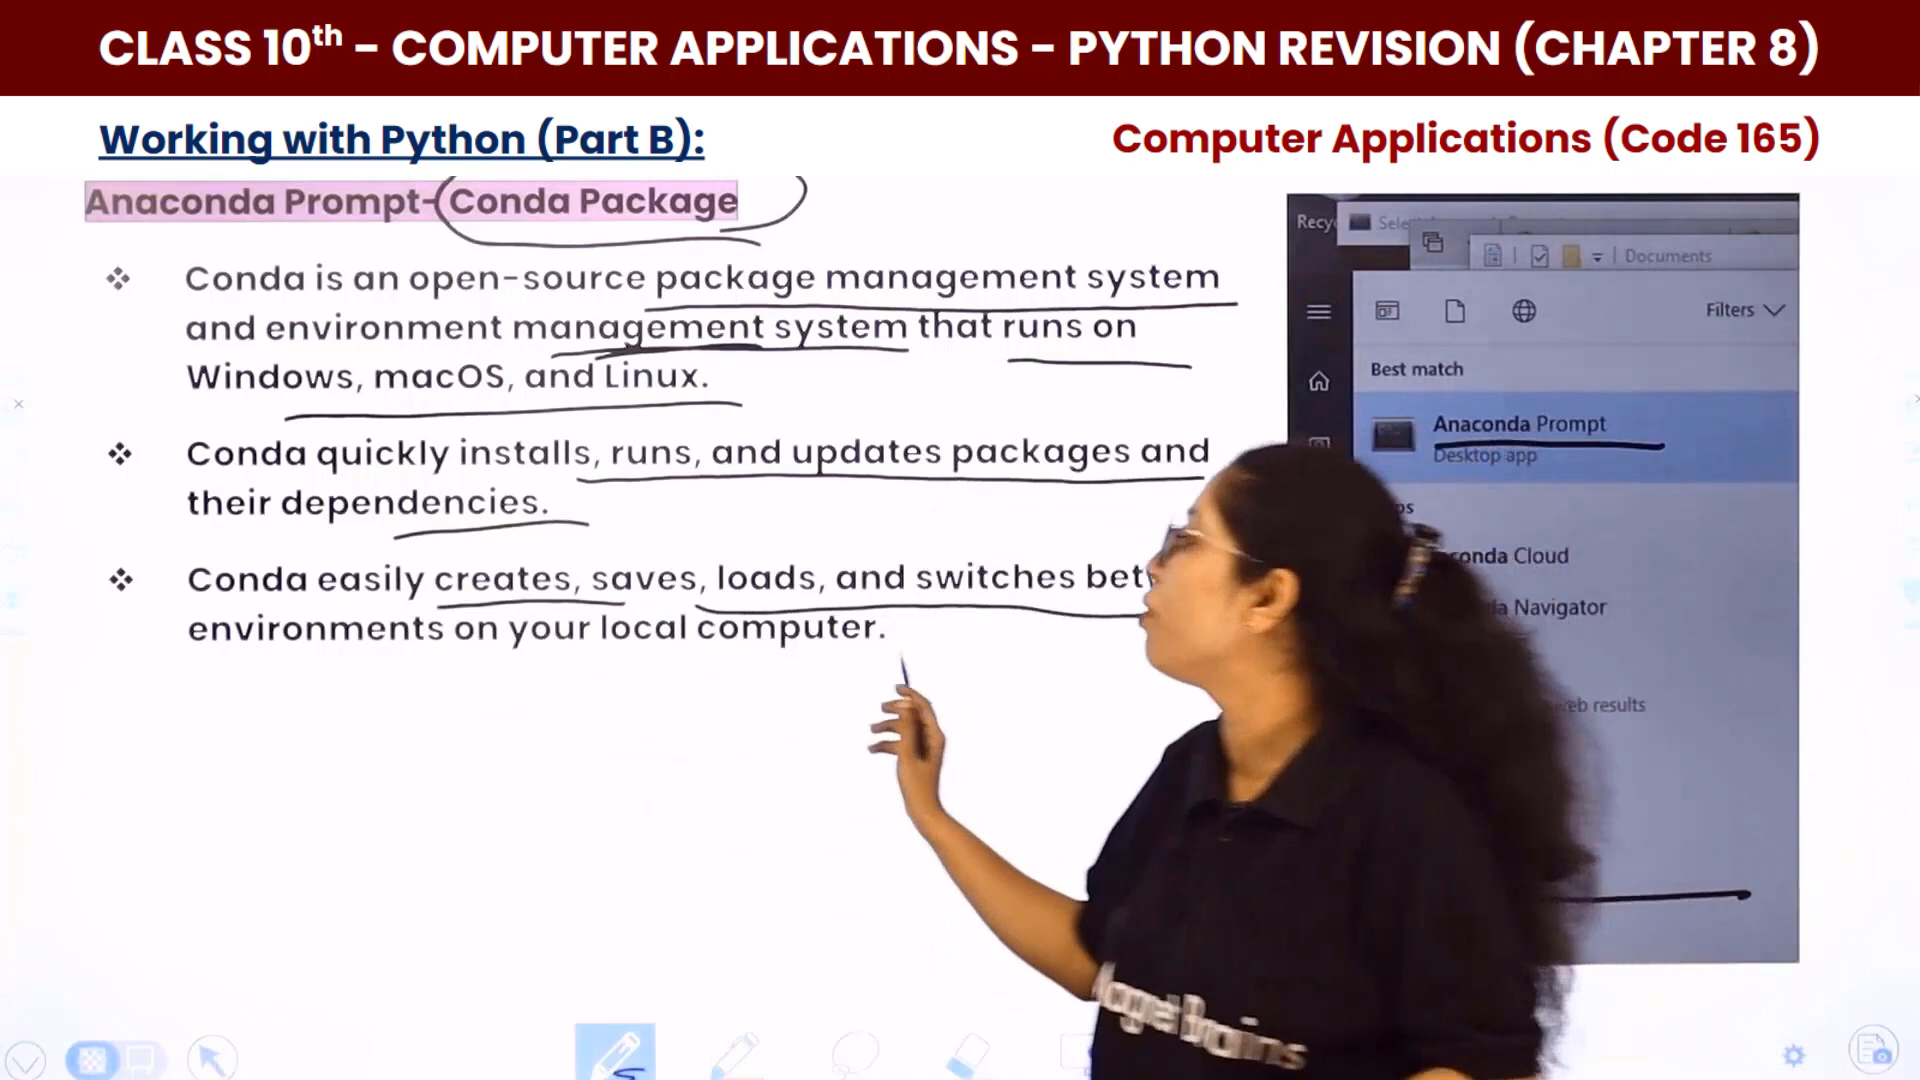 CLASS 10th – COMPUTER APPLICATIONS – PYTHON REVISION (CHAPTER 8)
Working with Python (Part B):
Computer Applications (Code 165)
Anaconda Prompt-Conda Package
❖ Conda is an open-source package management system
and environment management system that runs on
Windows, macOS, and Linux.
❖ Conda quickly installs, runs, and updates packages and
their dependencies.
❖ Conda easily creates, saves, loads, and switches
environments on your local computer.
Documents
Filters
Best match
Anaconda Prompt
Desktop app
Cloud
Navigator
results